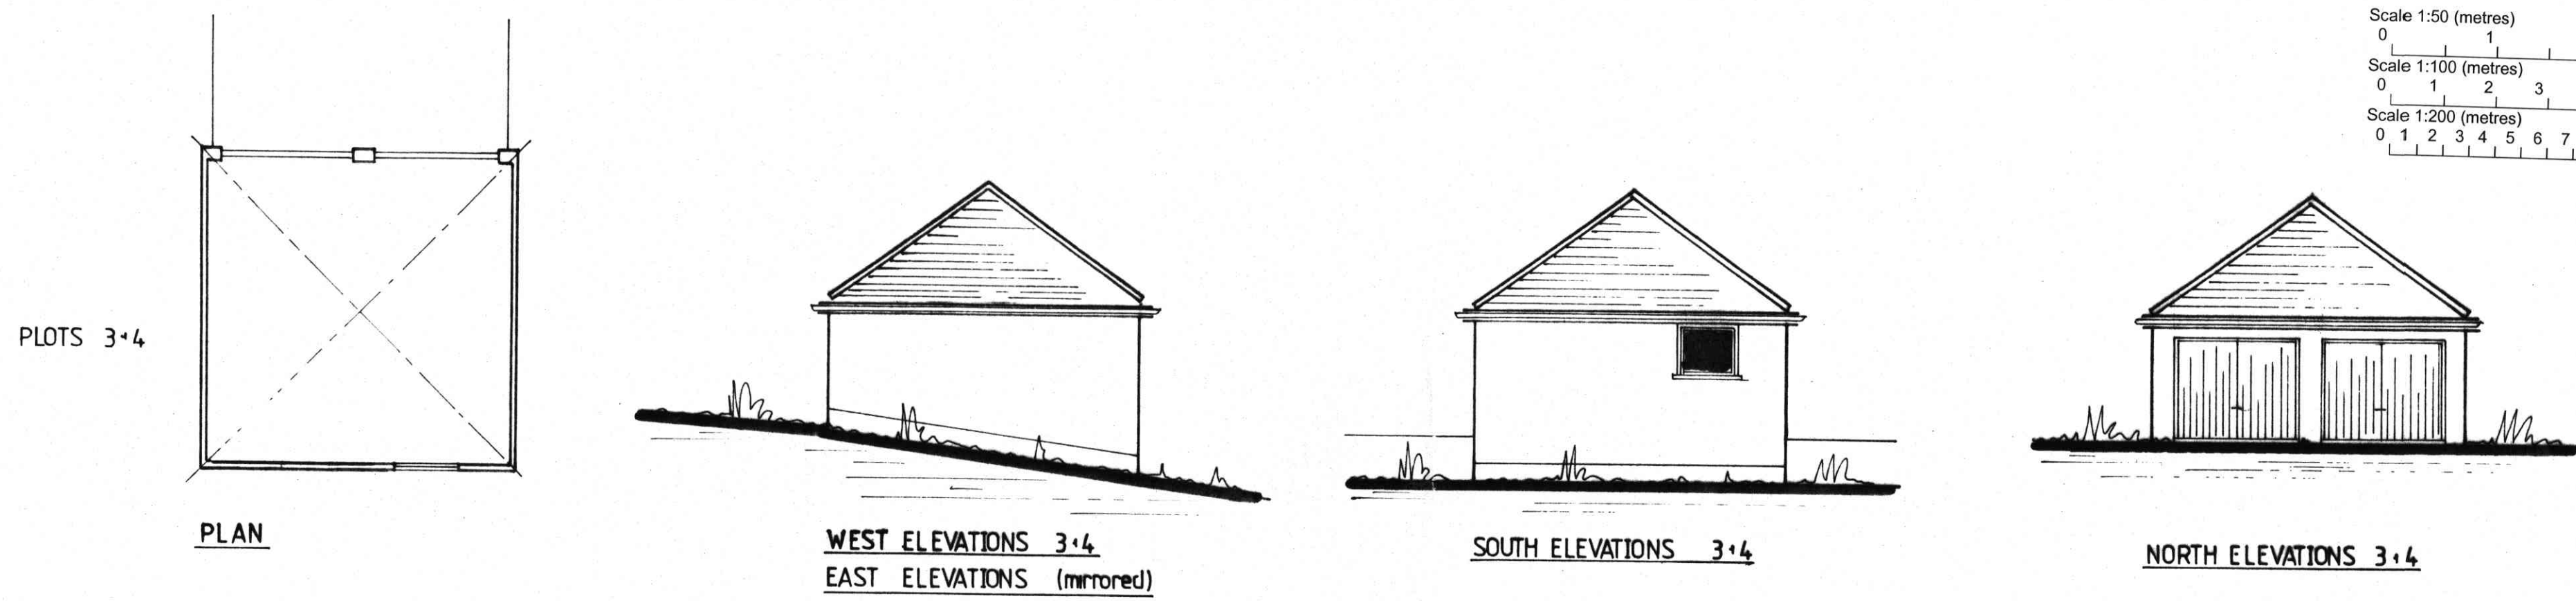 Scale 1:50 (metres)
0 1
Scale 1:100 (metres)
0 1 2 3
Scale 1:200 (metres)
0 1 2 3 4 5 6 7
PLOTS 3+4
PLAN
WEST ELEVATIONS 3+4
EAST ELEVATIONS (mirrored)
SOUTH ELEVATIONS 3+4
NORTH ELEVATIONS 3+4